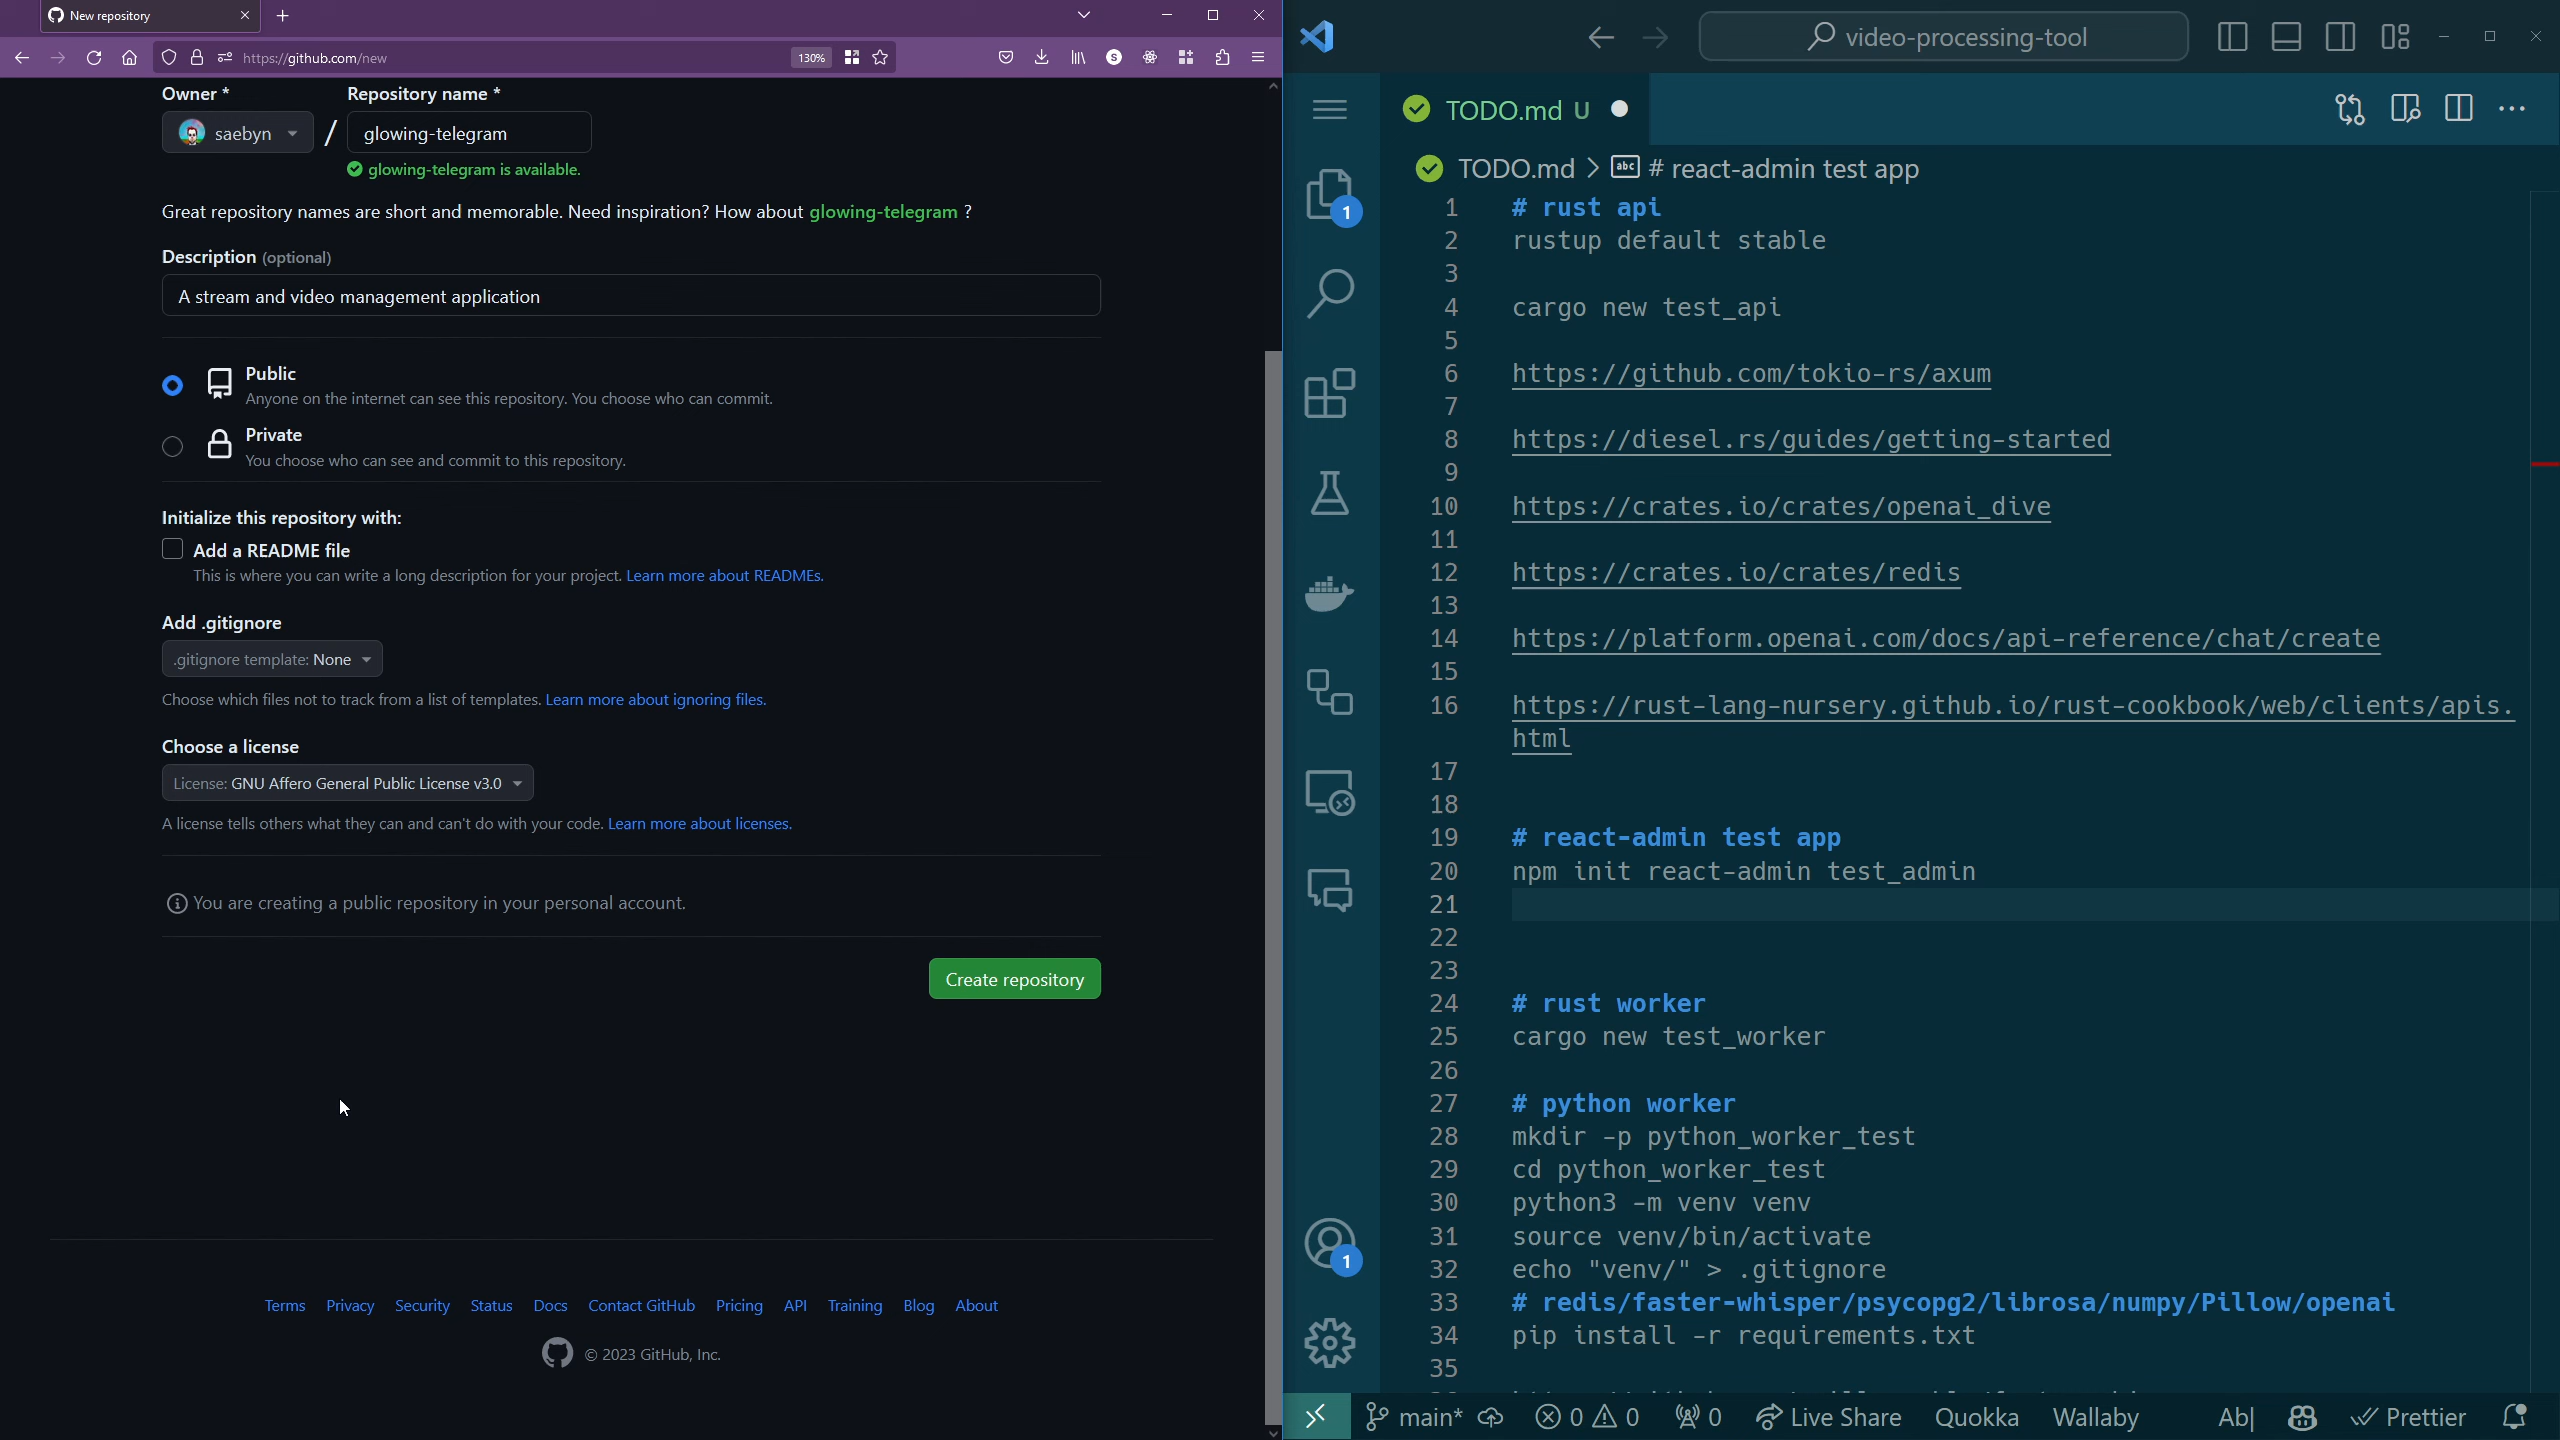 New repository
https://github.com/new
130%
S
Owner *
Repository name *
saebyn
/
glowing-telegram
glowing-telegram is available.
Great repository names are short and memorable. Need inspiration? How about glowing-telegram ?
Description (optional)
A stream and video management application
Public
Anyone on the internet can see this repository. You choose who can commit.
Private
You choose who can see and commit to this repository.
Initialize this repository with:
Add a README file
This is where you can write a long description for your project. Learn more about READMEs.
Add .gitignore
.gitignore template: None
Choose which files not to track from a list of templates. Learn more about ignoring files.
Choose a license
License: GNU Affero General Public License v3.0
A license tells others what they can and can't do with your code. Learn more about licenses.
You are creating a public repository in your personal account.
Create repository
Terms Privacy Security Status Docs Contact GitHub Pricing API Training Blog About
© 2023 GitHub, Inc.
video-processing-tool
TODO.md U
TODO.md > abc # react-admin test app
1
1
1 # rust api
2 rustup default stable
3
4 cargo new test_api
5
6 https://github.com/tokio-rs/axum
7
8 https://diesel.rs/guides/getting-started
9
10 https://crates.io/crates/openai_dive
11
12 https://crates.io/crates/redis
13
14 https://platform.openai.com/docs/api-reference/chat/create
15
16 https://rust-lang-nursery.github.io/rust-cookbook/web/clients/apis.
html
17
18
19 # react-admin test app
20 npm init react-admin test_admin
21
22
23
24 # rust worker
25 cargo new test_worker
26
27 # python worker
28 mkdir -p python_worker_test
29 cd python_worker_test
30 python3 -m venv venv
31 source venv/bin/activate
32 echo "venv/" > .gitignore
33 # redis/faster-whisper/psycopg2/librosa/numpy/Pillow/openai
34 pip install -r requirements.txt
35
main* 0 0 0 Live Share Quokka Wallaby Ab| Prettier